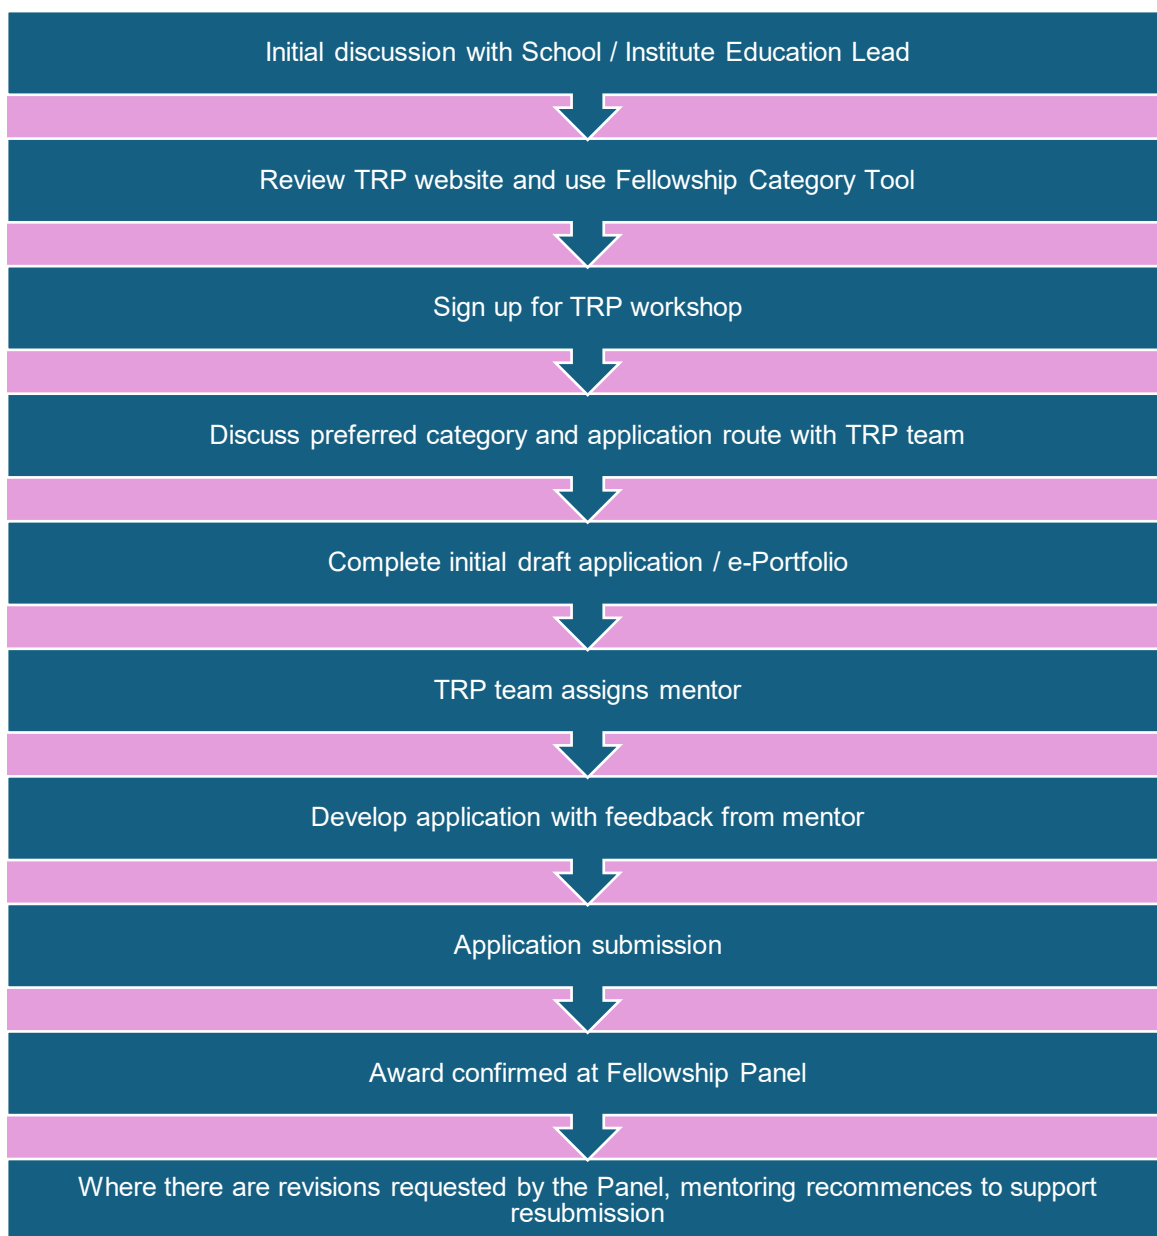 Initial discussion with School / Institute Education Lead
Review TRP website and use Fellowship Category Tool
Sign up for TRP workshop
Discuss preferred category and application route with TRP team
Complete initial draft application / e-Portfolio
TRP team assigns mentor
Develop application with feedback from mentor
Application submission
Award confirmed at Fellowship Panel
Where there are revisions requested by the Panel, mentoring recommences to support
resubmission